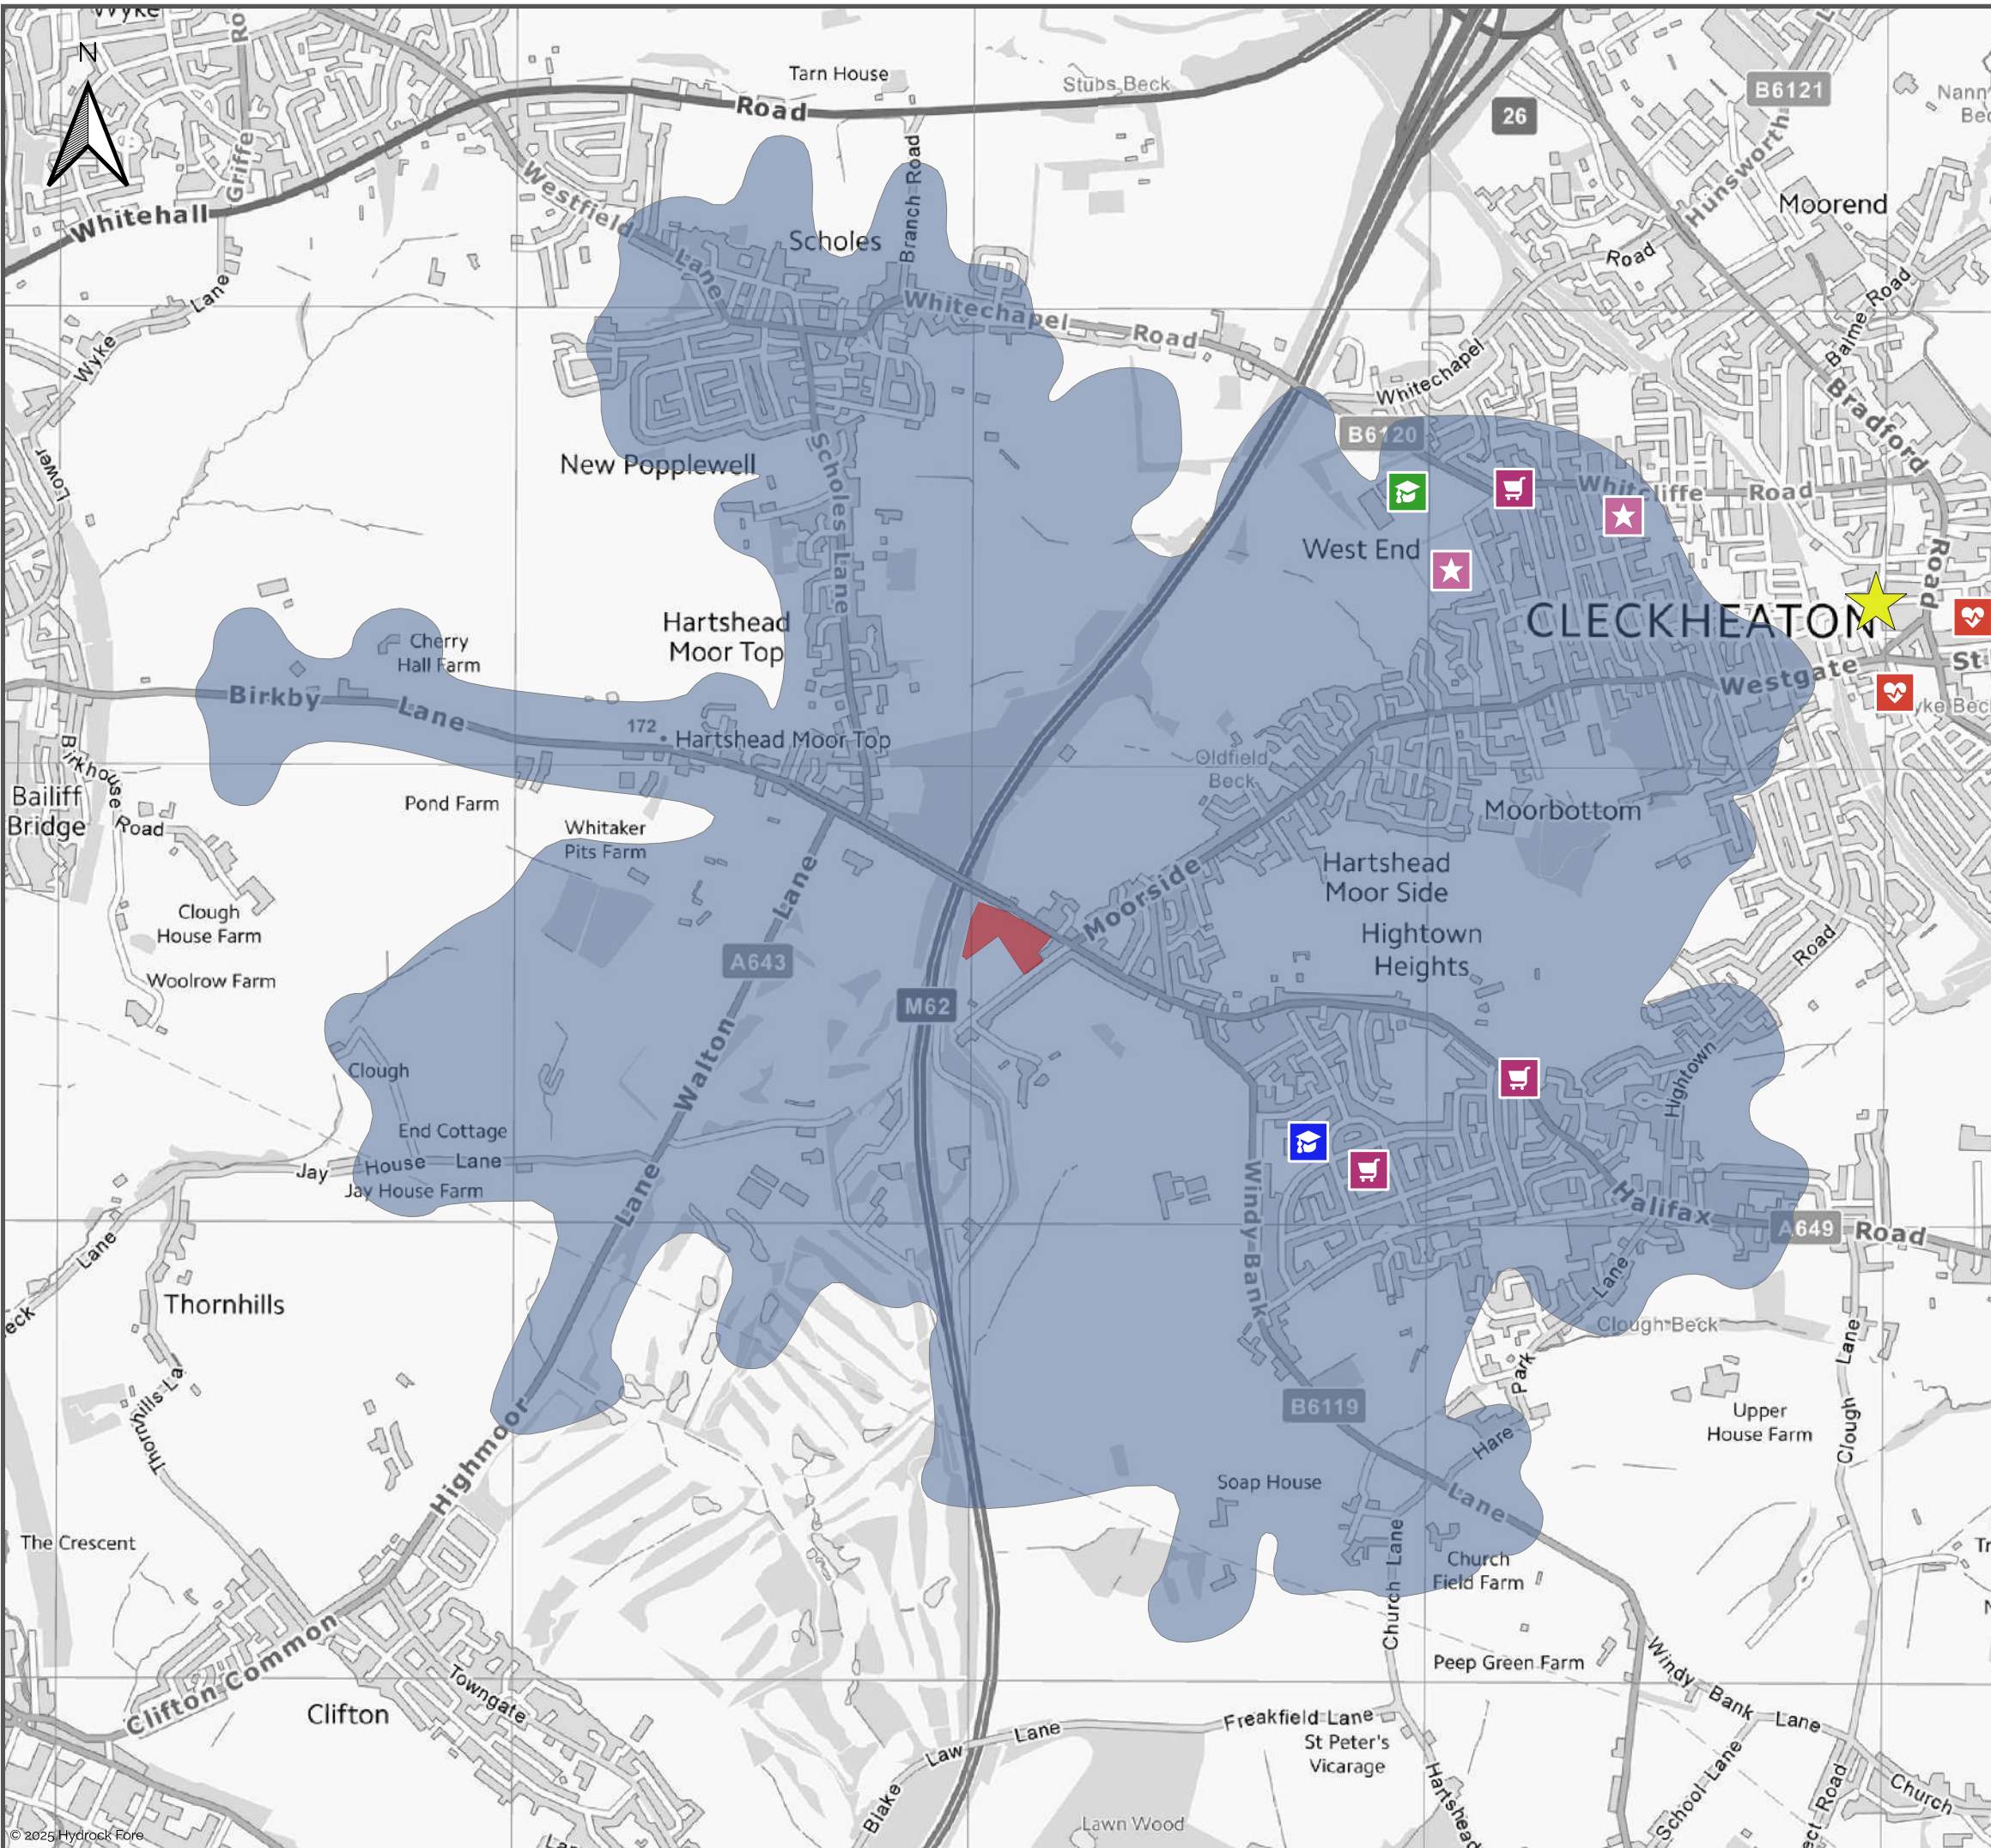 Wyke
N
Tarn House
Stubs Beck
Road
26
B6121
Hunsworth
Moorend
Griffe
Whitehall
Westfield
Lane
Scholes
Branch Road
Whitechapel
Road
Road
Lane
Wyke
Balme Road
Whitechapel
Bradford
Road
B6120
New Popplewell
Lower
Scholes Lane
Whitcliffe
Road
West End
CLECKHEATON
Westgate
Hartshead
Moor Top
Cherry
Hall Farm
Birkby
Lane
172
Hartshead Moor Top
Oldfield
Beck
Birkhouse
Road
Bailiff
Bridge
Pond Farm
Whitaker
Pits Farm
Moorbottom
Hartshead
Moor Side
Hightown
Heights
Moorside
Clough
House Farm
Woolrow Farm
A643
Walton
Lane
M62
Road
Clough
End Cottage
Jay
House
Lane
Jay House Farm
Lane
Hightown
Windy Bank
Halifax
A649
Road
Lane
Thornhills
Lane
Clough Beck
Park
Thornhills La
B6119
Upper
House Farm
Clough
Lane
Hare
Highmoor
Soap House
Lane
The Crescent
Church
Field Farm
Church Lane
Clifton Common
Towngate
Clifton
Peep Green Farm
Windy
Bank
Lane
Freakfield Lane
St Peter's
Vicarage
Blake
Law
Lane
Hartshead
School Lane
Church
Lawn Wood
© 2025 Hydrock Fore